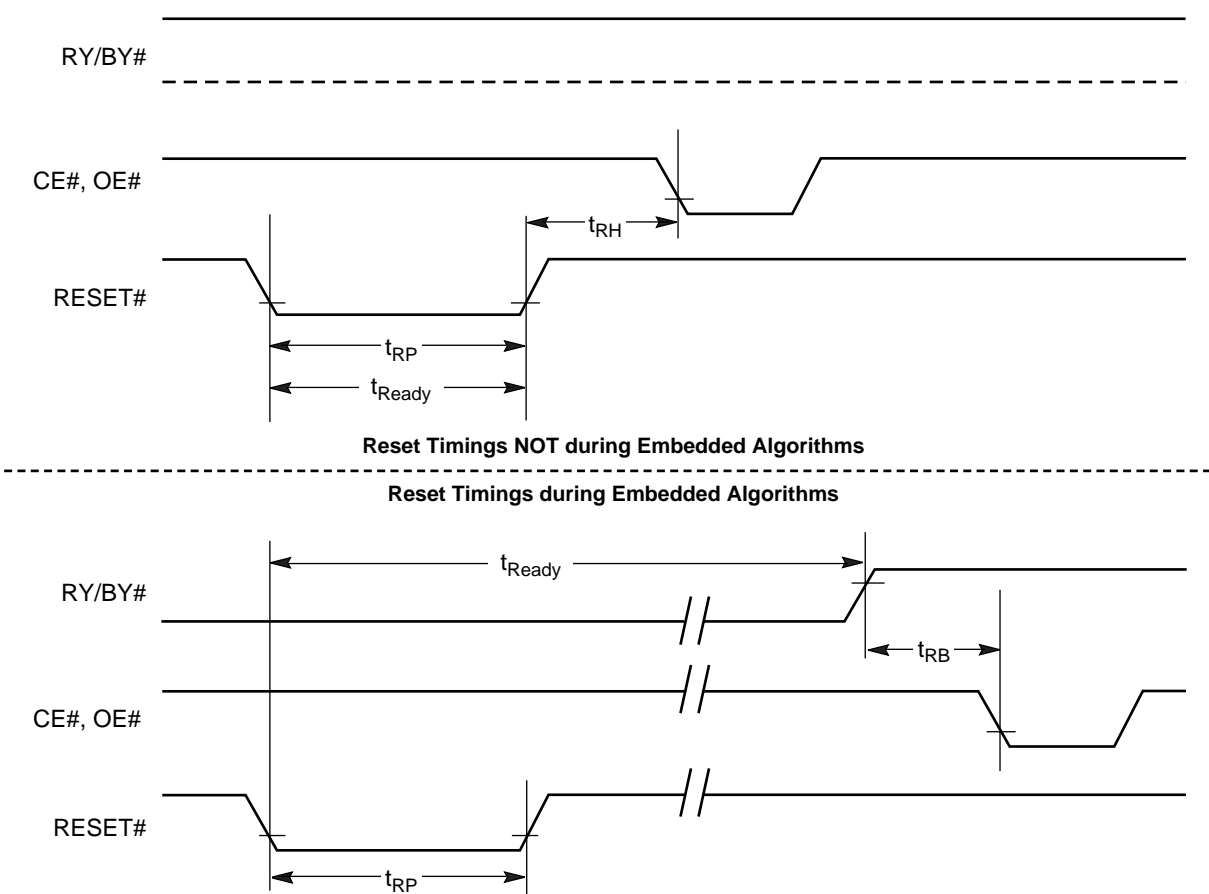 RY/BY#
CE#, OE#
tRH
RESET#
tRP
tReady
Reset Timings NOT during Embedded Algorithms
Reset Timings during Embedded Algorithms
tReady
RY/BY#
tRB
CE#, OE#
RESET#
tRP